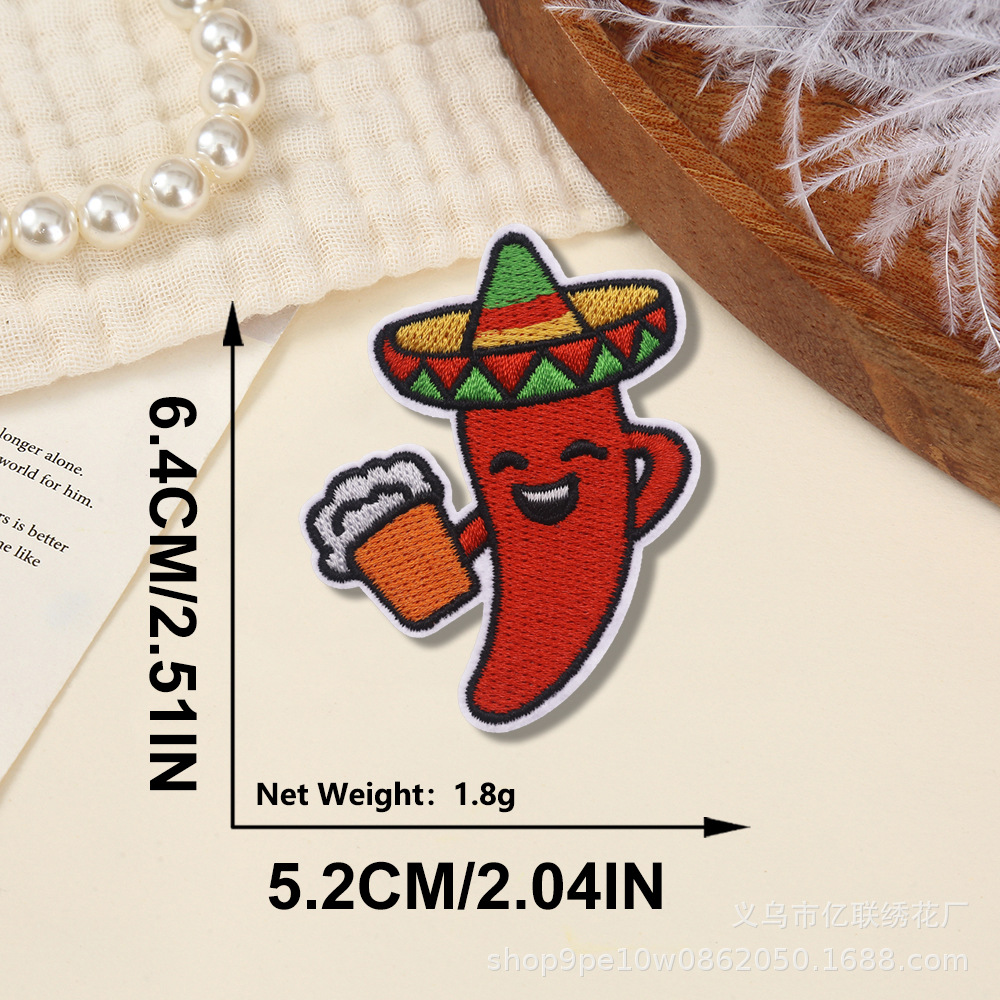 longer alone.
world for him.
rs is better
ne like
6.4CM/2.51IN
Net Weight: 1.8g
5.2CM/2.04IN
义乌市亿联绣花厂
shop9pe10w0862050.1688.com